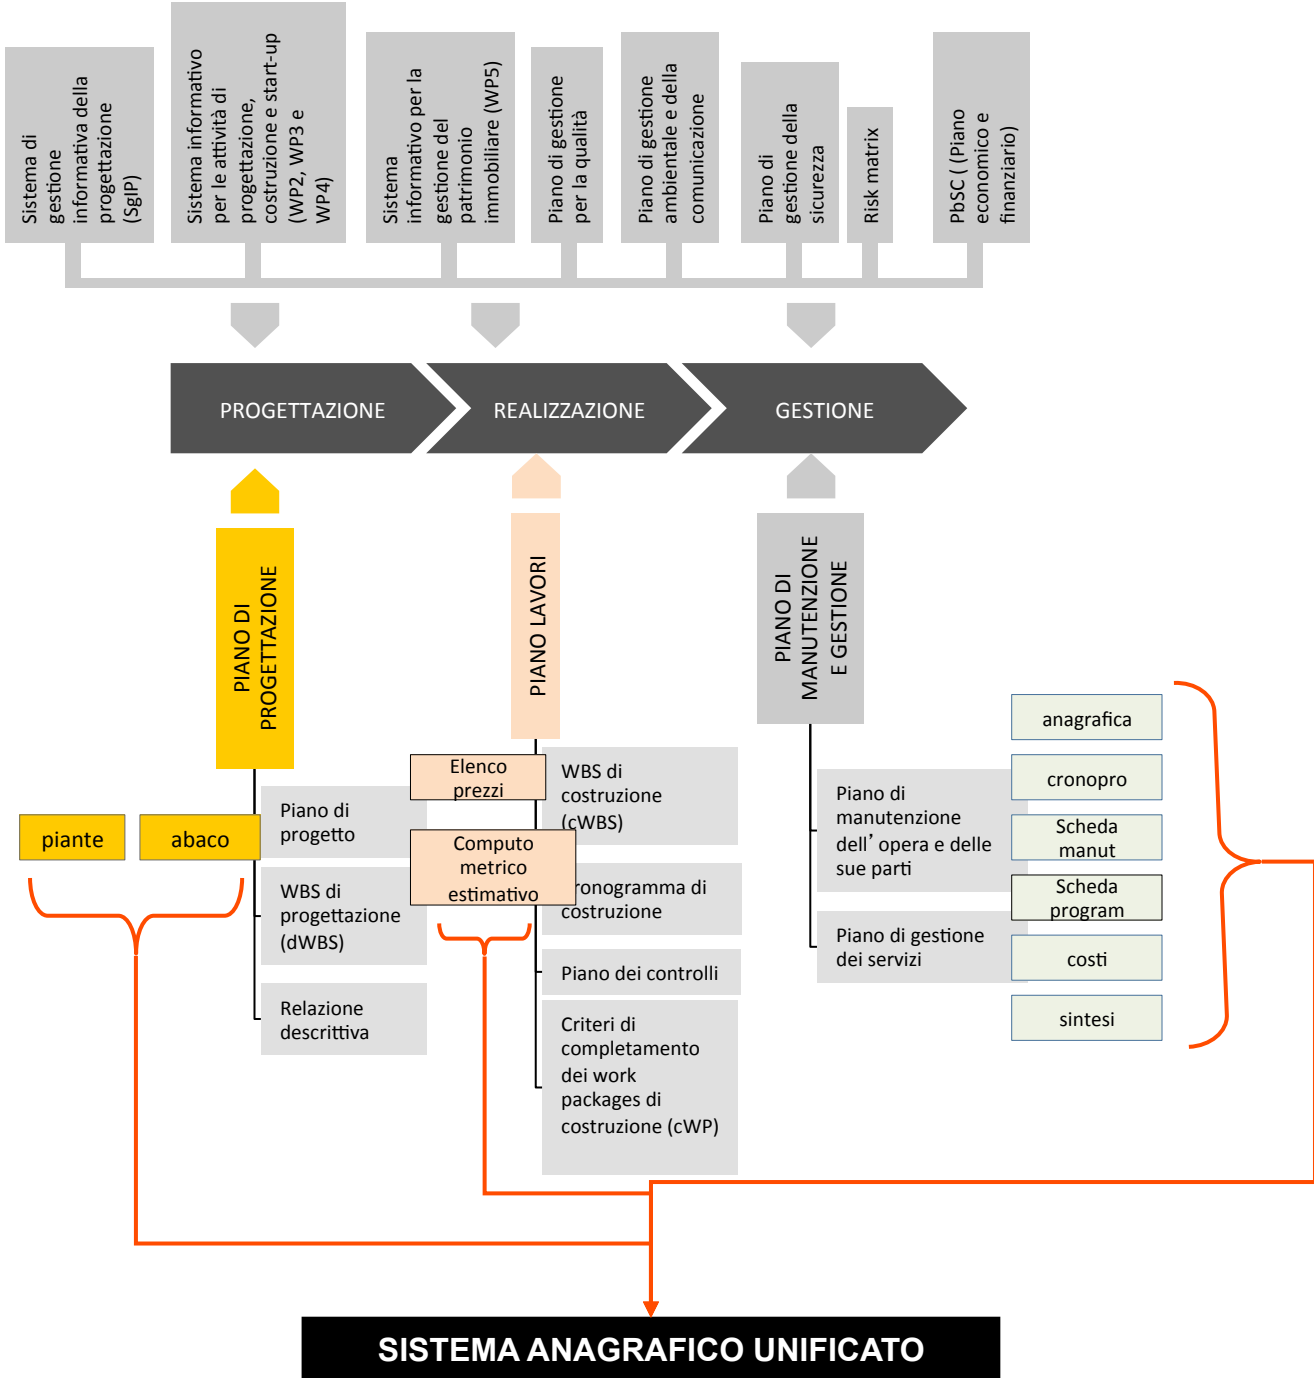 Sistema di
gestione
informativa della
progettazione
(SgIP)
Sistema informativo
per le attività di
progettazione,
costruzione e start-up
(WP2, WP3 e
WP4)
Sistema
informativo per la
gestione del
patrimonio
immobiliare (WP5)
Piano di gestione
per la qualità
Piano di gestione
ambientale e della
comunicazione
Piano di
gestione della
sicurezza
Risk matrix
PbSC ( (Piano
economico e
finanziario)
PROGETTAZIONE
REALIZZAZIONE
GESTIONE
PIANO DI
PROGETTAZIONE
PIANO LAVORI
PIANO DI
MANUTENZIONE
E GESTIONE
piante
abaco
Piano di
progetto
WBS di
progettazione
(dWBS)
Relazione
descrittiva
Elenco
prezzi
Computo
metrico
estimativo
WBS di
costruzione
(cWBS)
ronogramma di
costruzione
Piano dei controlli
Criteri di
completamento
dei work
packages di
costruzione (cWP)
Piano di
manutenzione
dell’ opera e delle
sue parti
Piano di gestione
dei servizi
anagrafica
cronopro
Scheda
manut
Scheda
program
costi
sintesi
SISTEMA ANAGRAFICO UNIFICATO